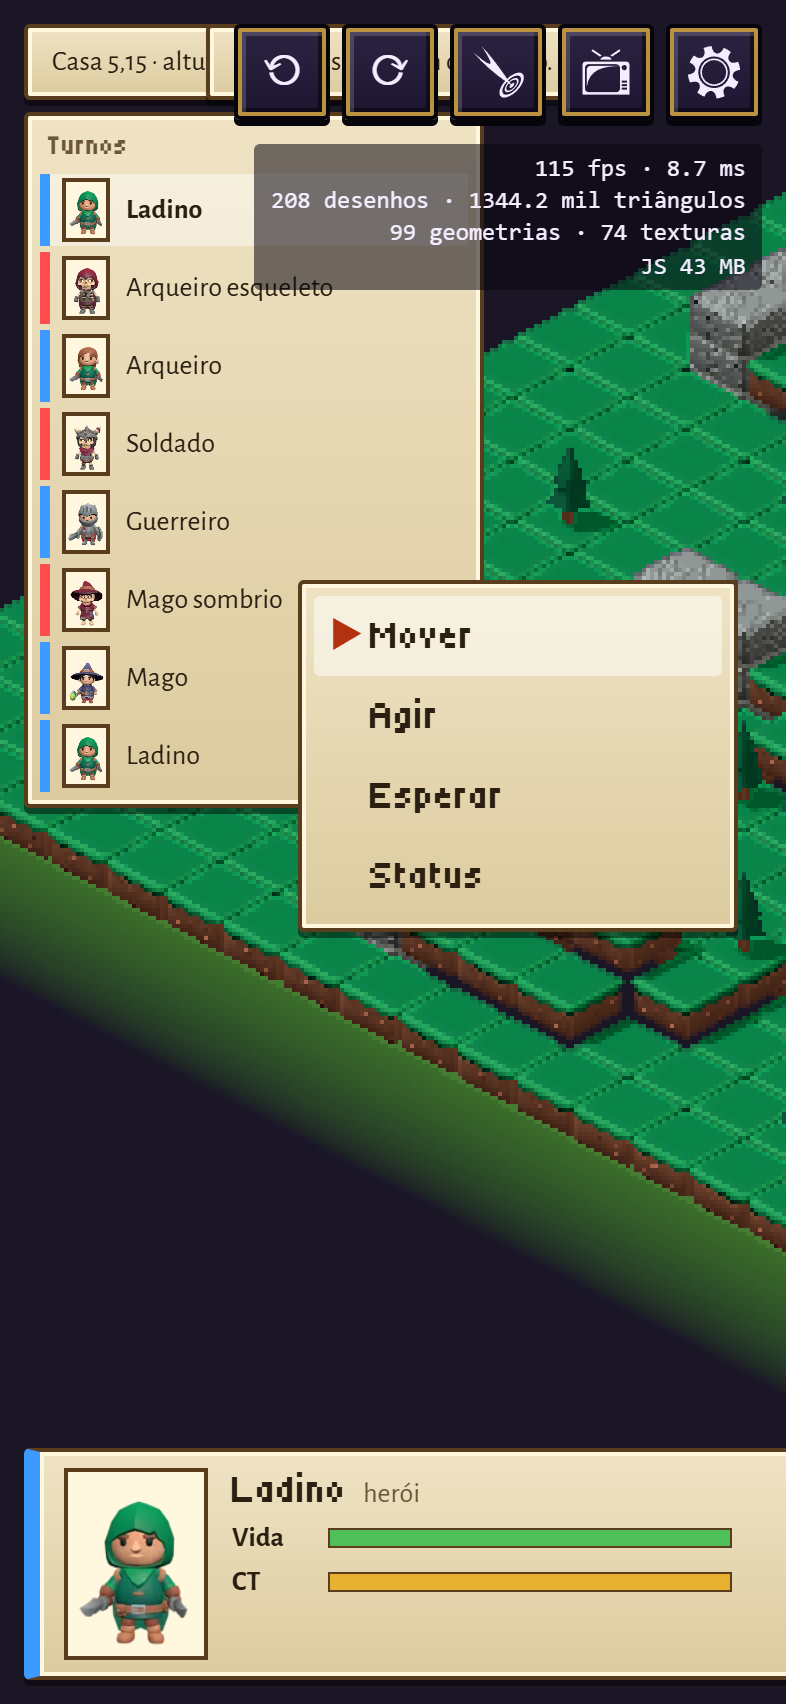 Casa 5,15 · altu
Turnos
115 fps · 8.7 ms
208 desenhos · 1344.2 mil triângulos
99 geometrias · 74 texturas
JS 43 MB
Ladino
Arqueiro esqueleto
Arqueiro
Soldado
Guerreiro
Mago sombrio
Mago
Ladino
Mover
Agir
Esperar
Status
Ladino herói
Vida
CT